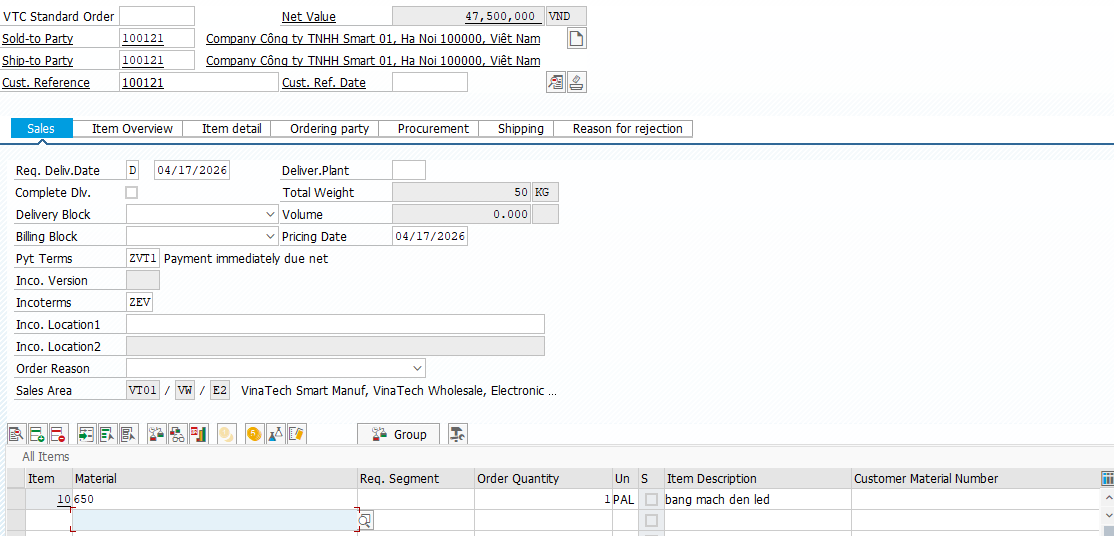 VTC Standard Order Net Value 47,500,000 VND
Sold-to Party 100121 Company Công ty TNHH Smart 01, Ha Noi 100000, Việt Nam
Ship-to Party 100121 Company Công ty TNHH Smart 01, Ha Noi 100000, Việt Nam
Cust. Reference 100121 Cust. Ref. Date
Sales Item Overview Item detail Ordering party Procurement Shipping Reason for rejection
Req. Deliv.Date D 04/17/2026 Deliver.Plant
Complete Dlv. Total Weight 50 KG
Delivery Block Volume 0.000
Billing Block Pricing Date 04/17/2026
Pyt Terms ZVT1 Payment immediately due net
Inco. Version
Incoterms ZEV
Inco. Location1
Inco. Location2
Order Reason
Sales Area VT01 / VW / E2 VinaTech Smart Manuf, VinaTech Wholesale, Electronic ...
Group
All Items
Item Material Req. Segment Order Quantity Un S Item Description Customer Material Number
10 650 1 PAL bang mach den led